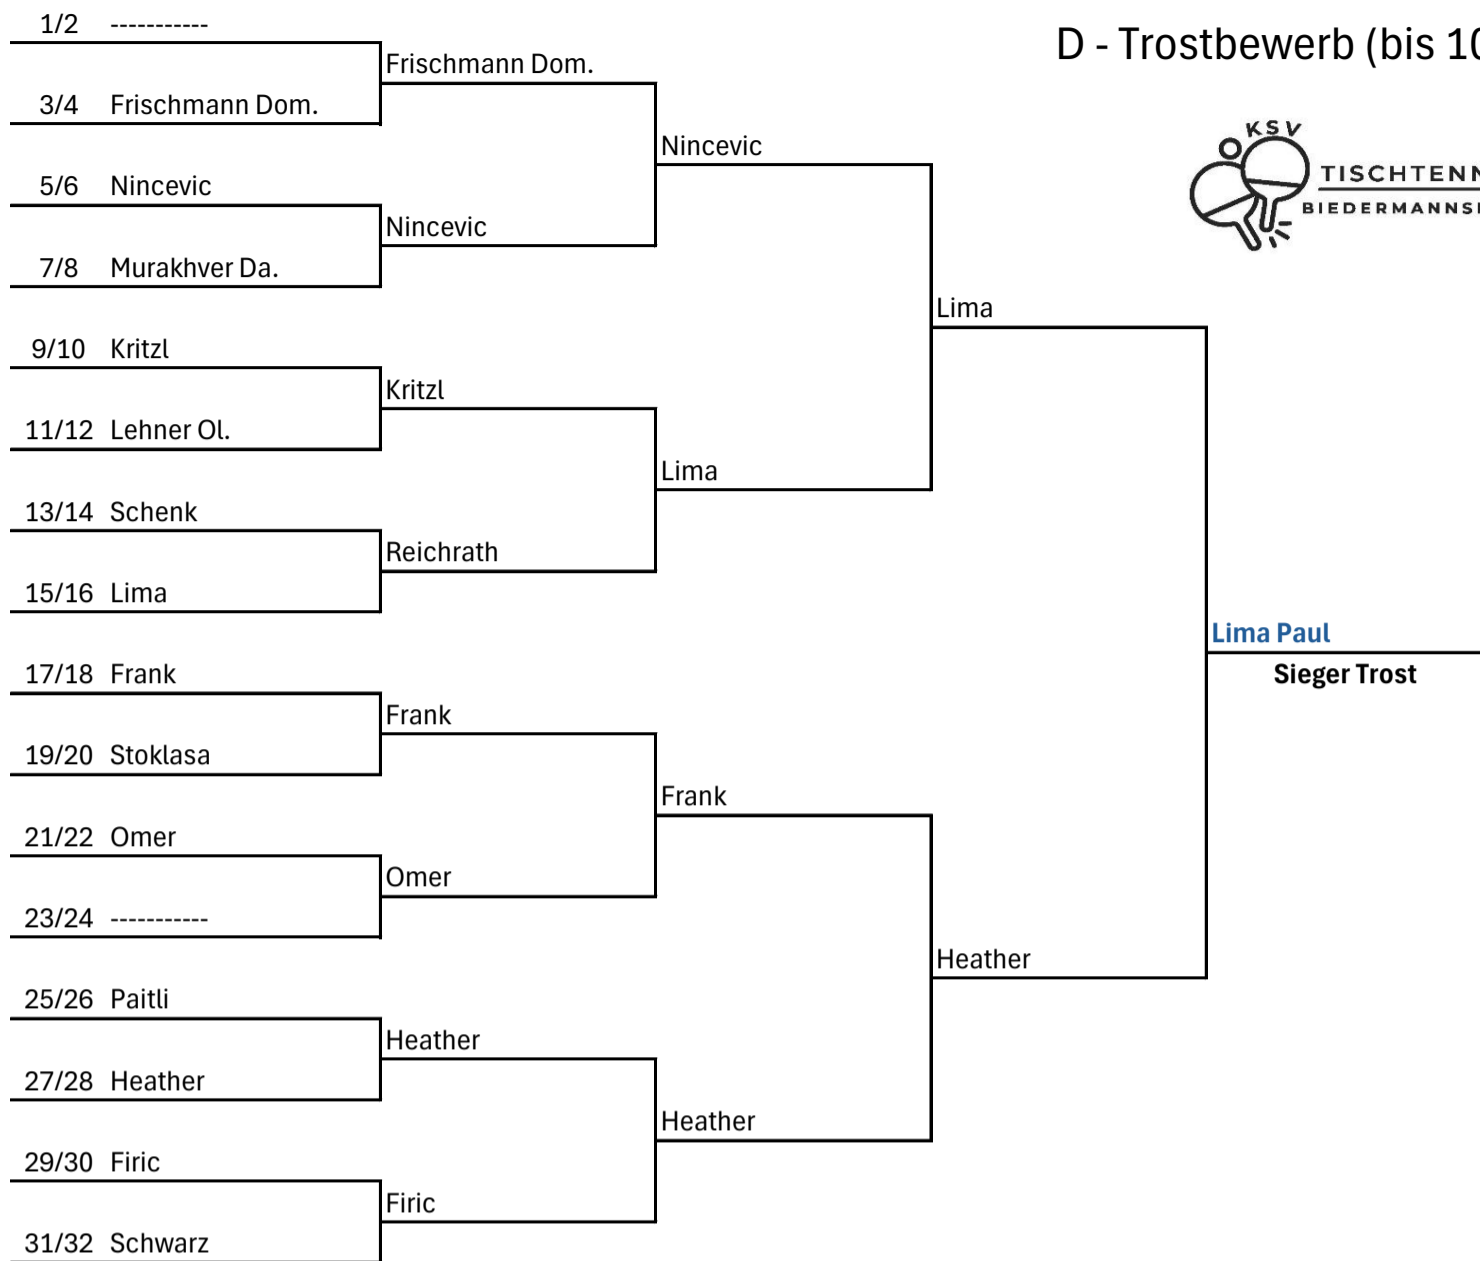 1/2 -----------
D - Trostbewerb (bis 10
Frischmann Dom.
3/4 Frischmann Dom.
KSV
Nincevic
TISCHTENN
5/6 Nincevic
BIEDERMANNS
Nincevic
7/8 Murakhver Da.
Lima
9/10 Kritzl
Kritzl
11/12 Lehner Ol.
Lima
13/14 Schenk
Reichrath
15/16 Lima
Lima Paul
17/18 Frank
Sieger Trost
Frank
19/20 Stoklasa
Frank
21/22 Omer
Omer
23/24 -----------
Heather
25/26 Paitli
Heather
27/28 Heather
Heather
29/30 Firic
Firic
31/32 Schwarz